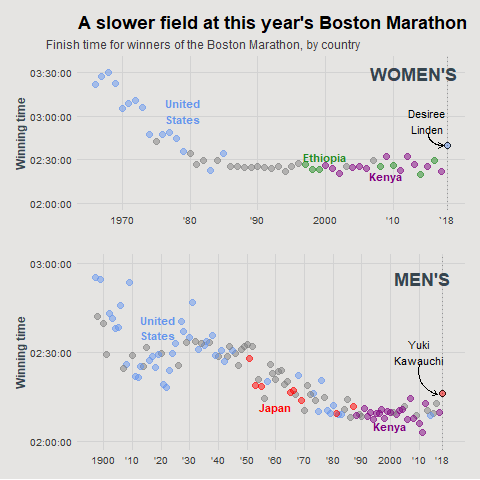 A slower field at this year's Boston Marathon
Finish time for winners of the Boston Marathon, by country
WOMEN'S
Winning time
03:30:00
03:00:00
02:30:00
02:00:00
United
States
Ethiopia
Kenya
Desiree
Linden
1970 '80 '90 2000 '10 '18
MEN'S
Winning time
03:00:00
02:30:00
02:00:00
United
States
Japan
Kenya
Yuki
Kawauchi
1900 '10 '20 '30 '40 '50 '60 '70 '80 '90 2000 '10 '18